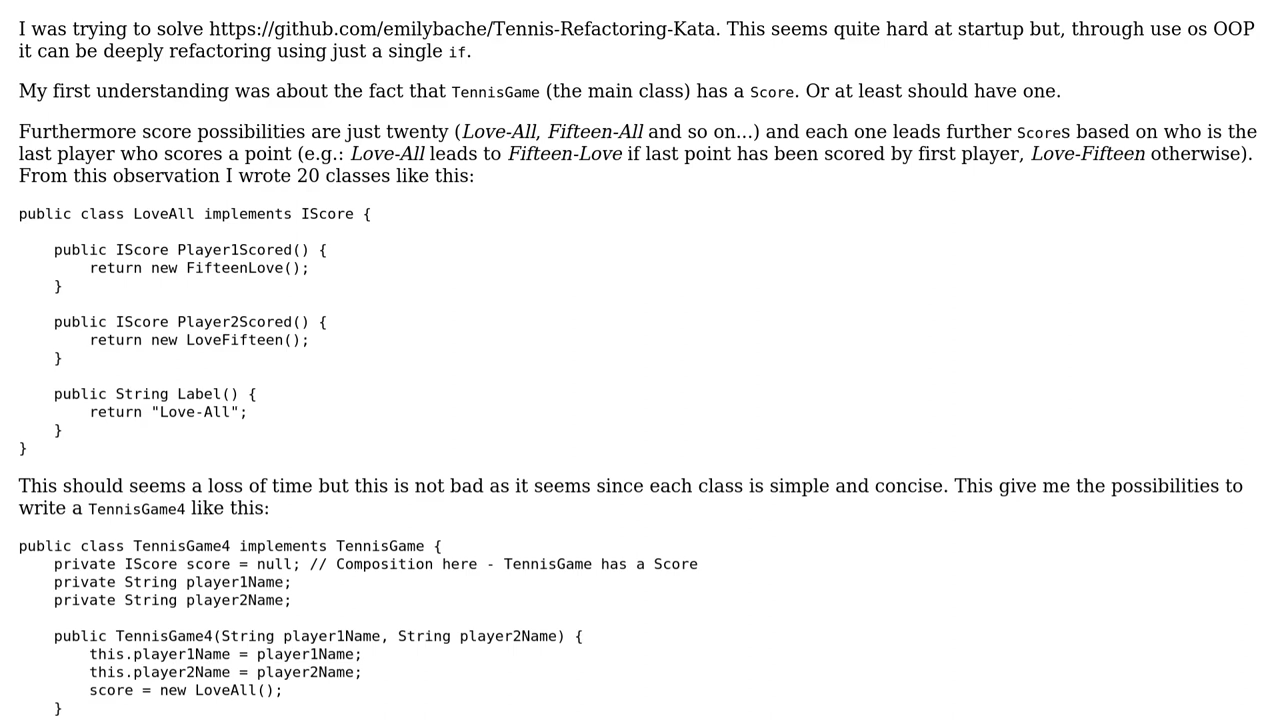 I was trying to solve https://github.com/emilybache/Tennis-Refactoring-Kata. This seems quite hard at startup but, through use os OOP
it can be deeply refactoring using just a single if.
My first understanding was about the fact that TennisGame (the main class) has a Score. Or at least should have one.
Furthermore score possibilities are just twenty (Love-All, Fifteen-All and so on...) and each one leads further Scores based on who is the
last player who scores a point (e.g.: Love-All leads to Fifteen-Love if last point has been scored by first player, Love-Fifteen otherwise).
From this observation I wrote 20 classes like this:
public class LoveAll implements IScore {
    public IScore Player1Scored() {
        return new FifteenLove();
    }
    public IScore Player2Scored() {
        return new LoveFifteen();
    }
    public String Label() {
        return "Love-All";
    }
}
This should seems a loss of time but this is not bad as it seems since each class is simple and concise. This give me the possibilities to
write a TennisGame4 like this:
public class TennisGame4 implements TennisGame {
    private IScore score = null; // Composition here - TennisGame has a Score
    private String player1Name;
    private String player2Name;
    public TennisGame4(String player1Name, String player2Name) {
        this.player1Name = player1Name;
        this.player2Name = player2Name;
        score = new LoveAll();
    }